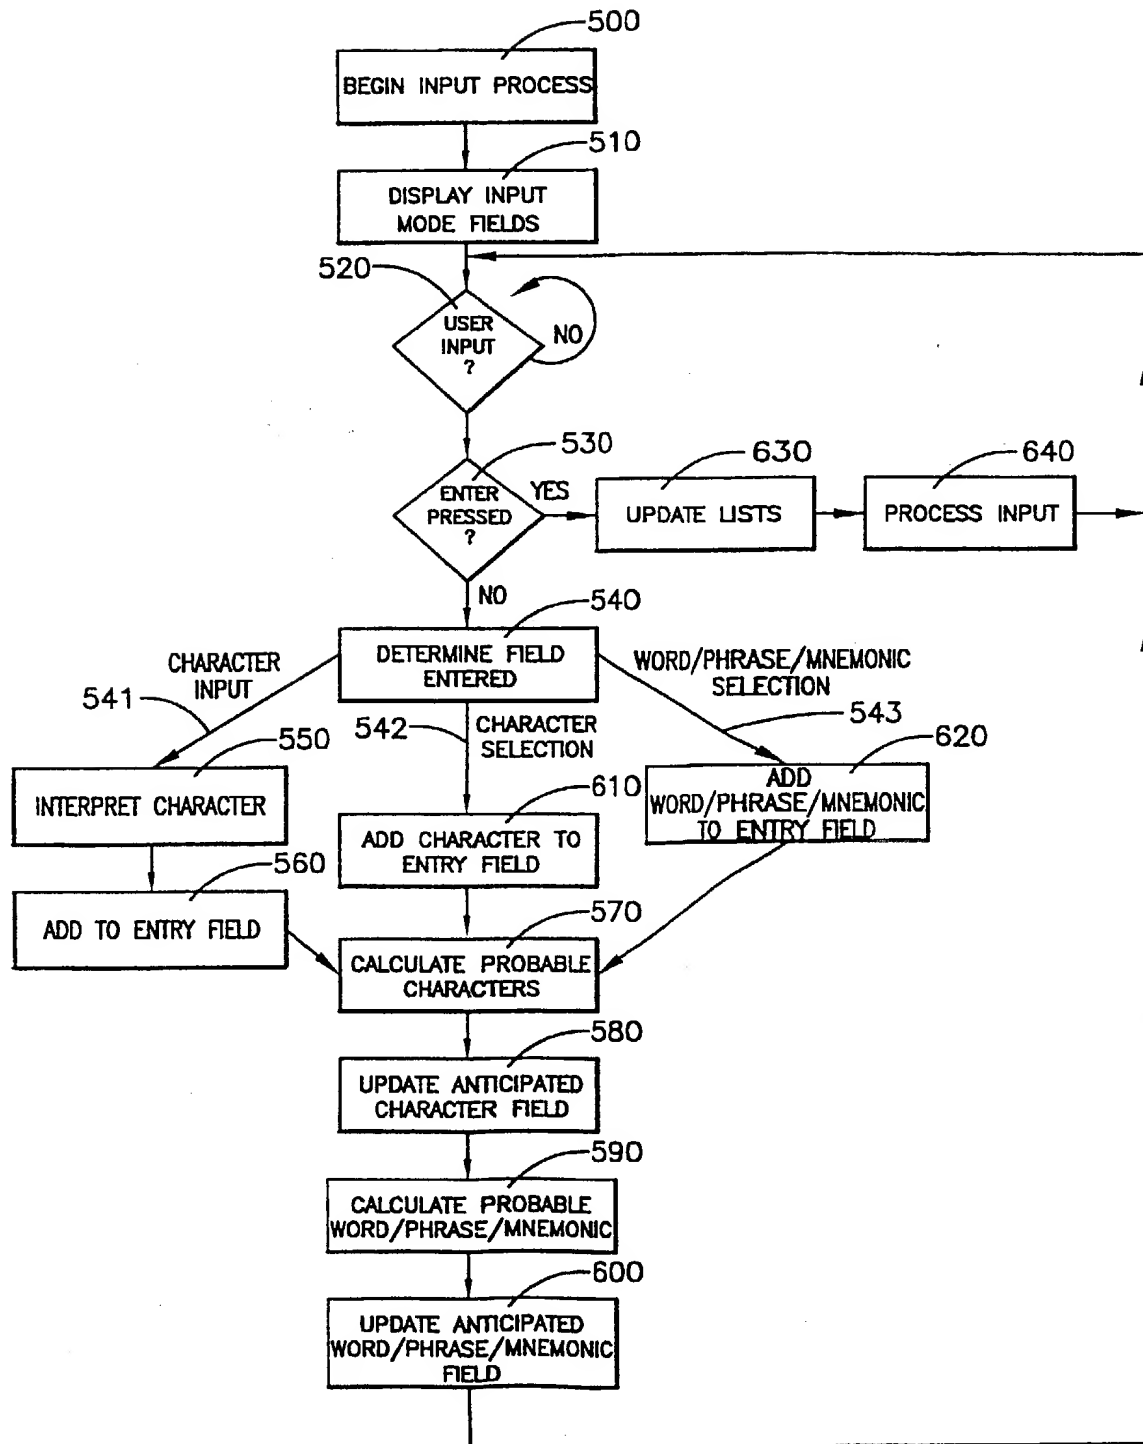 500
BEGIN INPUT PROCESS
510
DISPLAY INPUT
MODE FIELDS
520
USER
INPUT
?
NO
530
ENTER
PRESSED
?
YES
630
UPDATE LISTS
640
PROCESS INPUT
NO
540
DETERMINE FIELD
ENTERED
CHARACTER
INPUT
541
542
CHARACTER
SELECTION
WORD/PHRASE/MNEMONIC
SELECTION
543
550
INTERPRET CHARACTER
560
ADD TO ENTRY FIELD
610
ADD CHARACTER TO
ENTRY FIELD
620
ADD
WORD/PHRASE/MNEMONIC
TO ENTRY FIELD
570
CALCULATE PROBABLE
CHARACTERS
580
UPDATE ANTICIPATED
CHARACTER FIELD
590
CALCULATE PROBABLE
WORD/PHRASE/MNEMONIC
600
UPDATE ANTICIPATED
WORD/PHRASE/MNEMONIC
FIELD